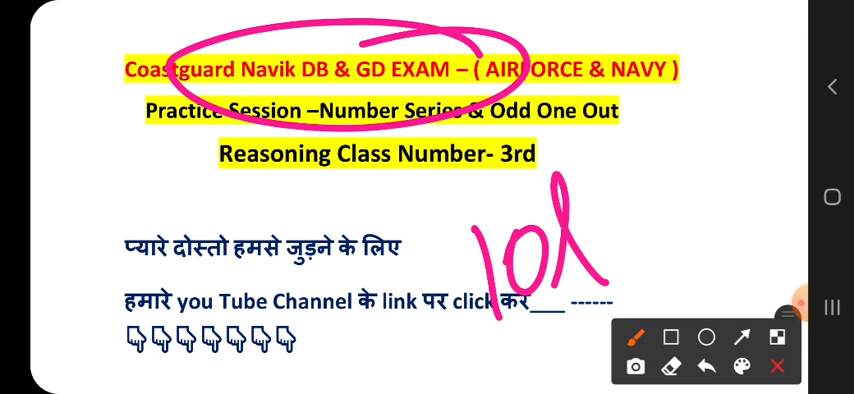 Coastguard Navik DB & GD EXAM – ( AIRFORCE & NAVY )
Practice Session –Number Series & Odd One Out
Reasoning Class Number- 3rd
प्यारे दोस्तो हमसे जुड़ने के लिए
हमारे you Tube Channel के link पर click करें___ ------